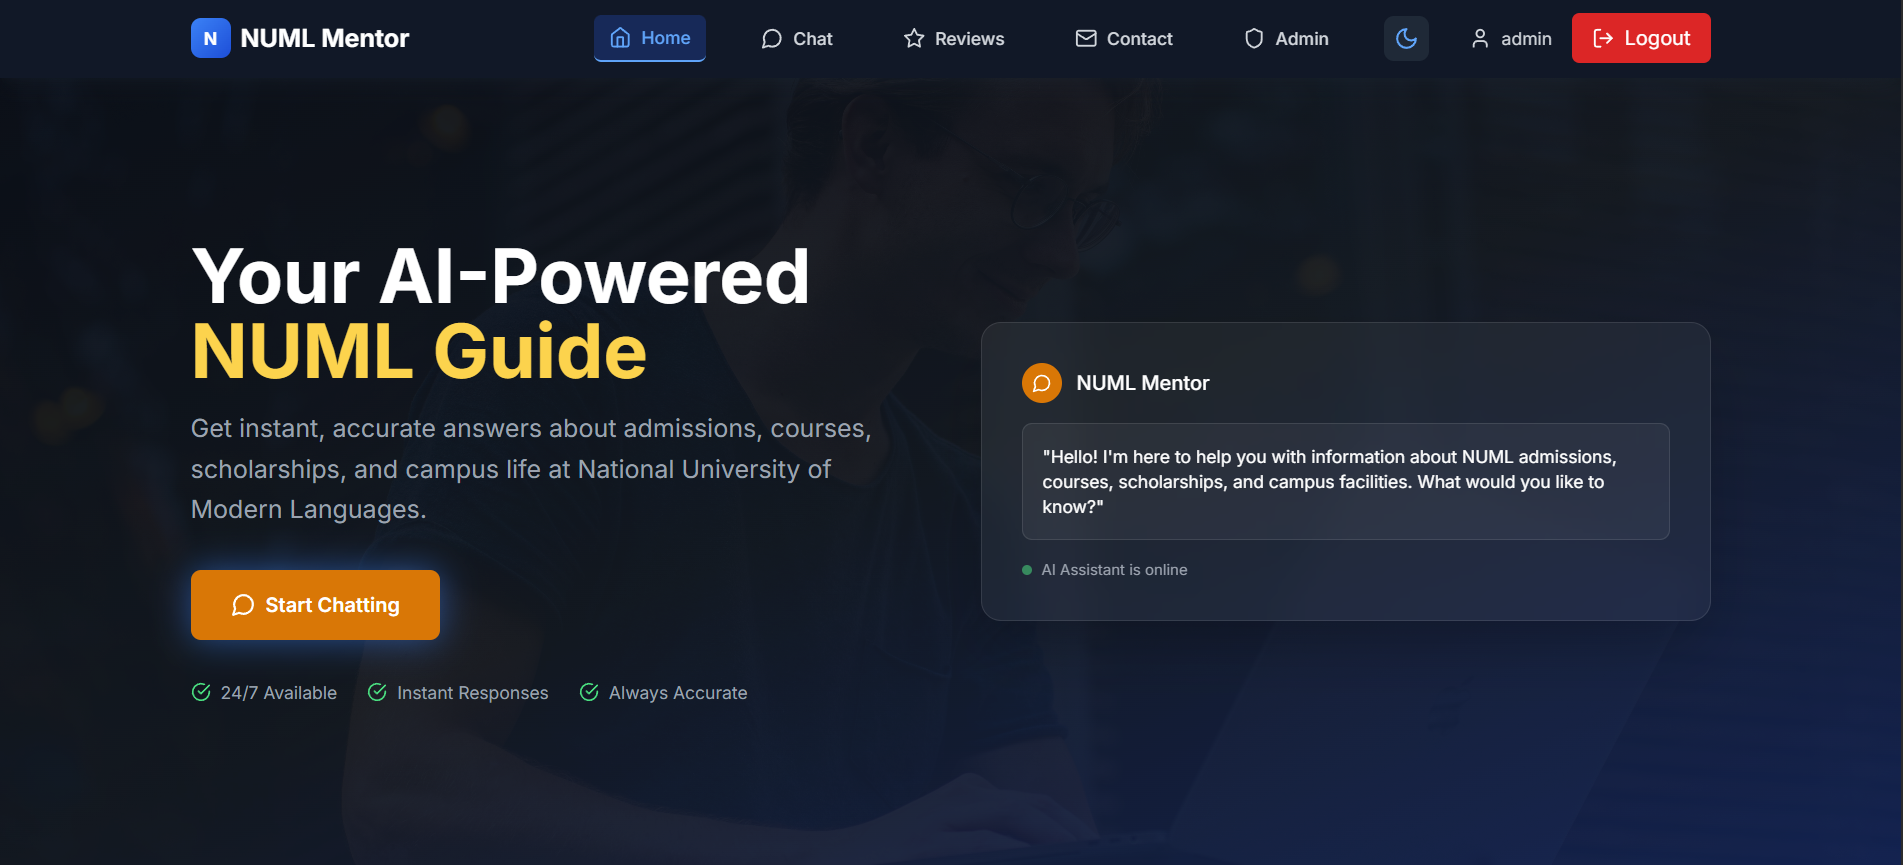 N NUML Mentor Home Chat Reviews Contact Admin admin Logout
Your AI-Powered
NUML Guide
Get instant, accurate answers about admissions, courses,
scholarships, and campus life at National University of
Modern Languages.
Start Chatting
24/7 Available Instant Responses Always Accurate
NUML Mentor
"Hello! I'm here to help you with information about NUML admissions,
courses, scholarships, and campus facilities. What would you like to
know?"
AI Assistant is online